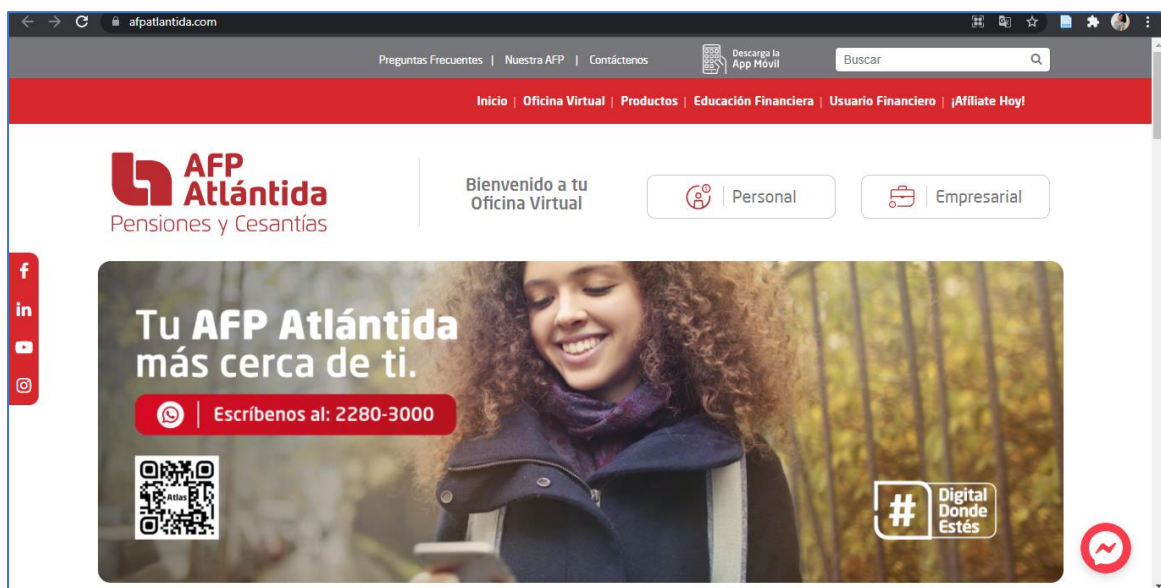 afpatlantida.com
Preguntas Frecuentes | Nuestra AFP | Contáctenos
Descarga la
App Móvil
Buscar
Inicio | Oficina Virtual | Productos | Educación Financiera | Usuario Financiero | ¡Afíliate Hoy!
AFP
Atlántida
Pensiones y Cesantías
Bienvenido a tu
Oficina Virtual
Personal
Empresarial
f
in
Tu AFP Atlántida
más cerca de ti.
Escríbenos al: 2280-3000
Atlas
# Digital
Donde
Estés